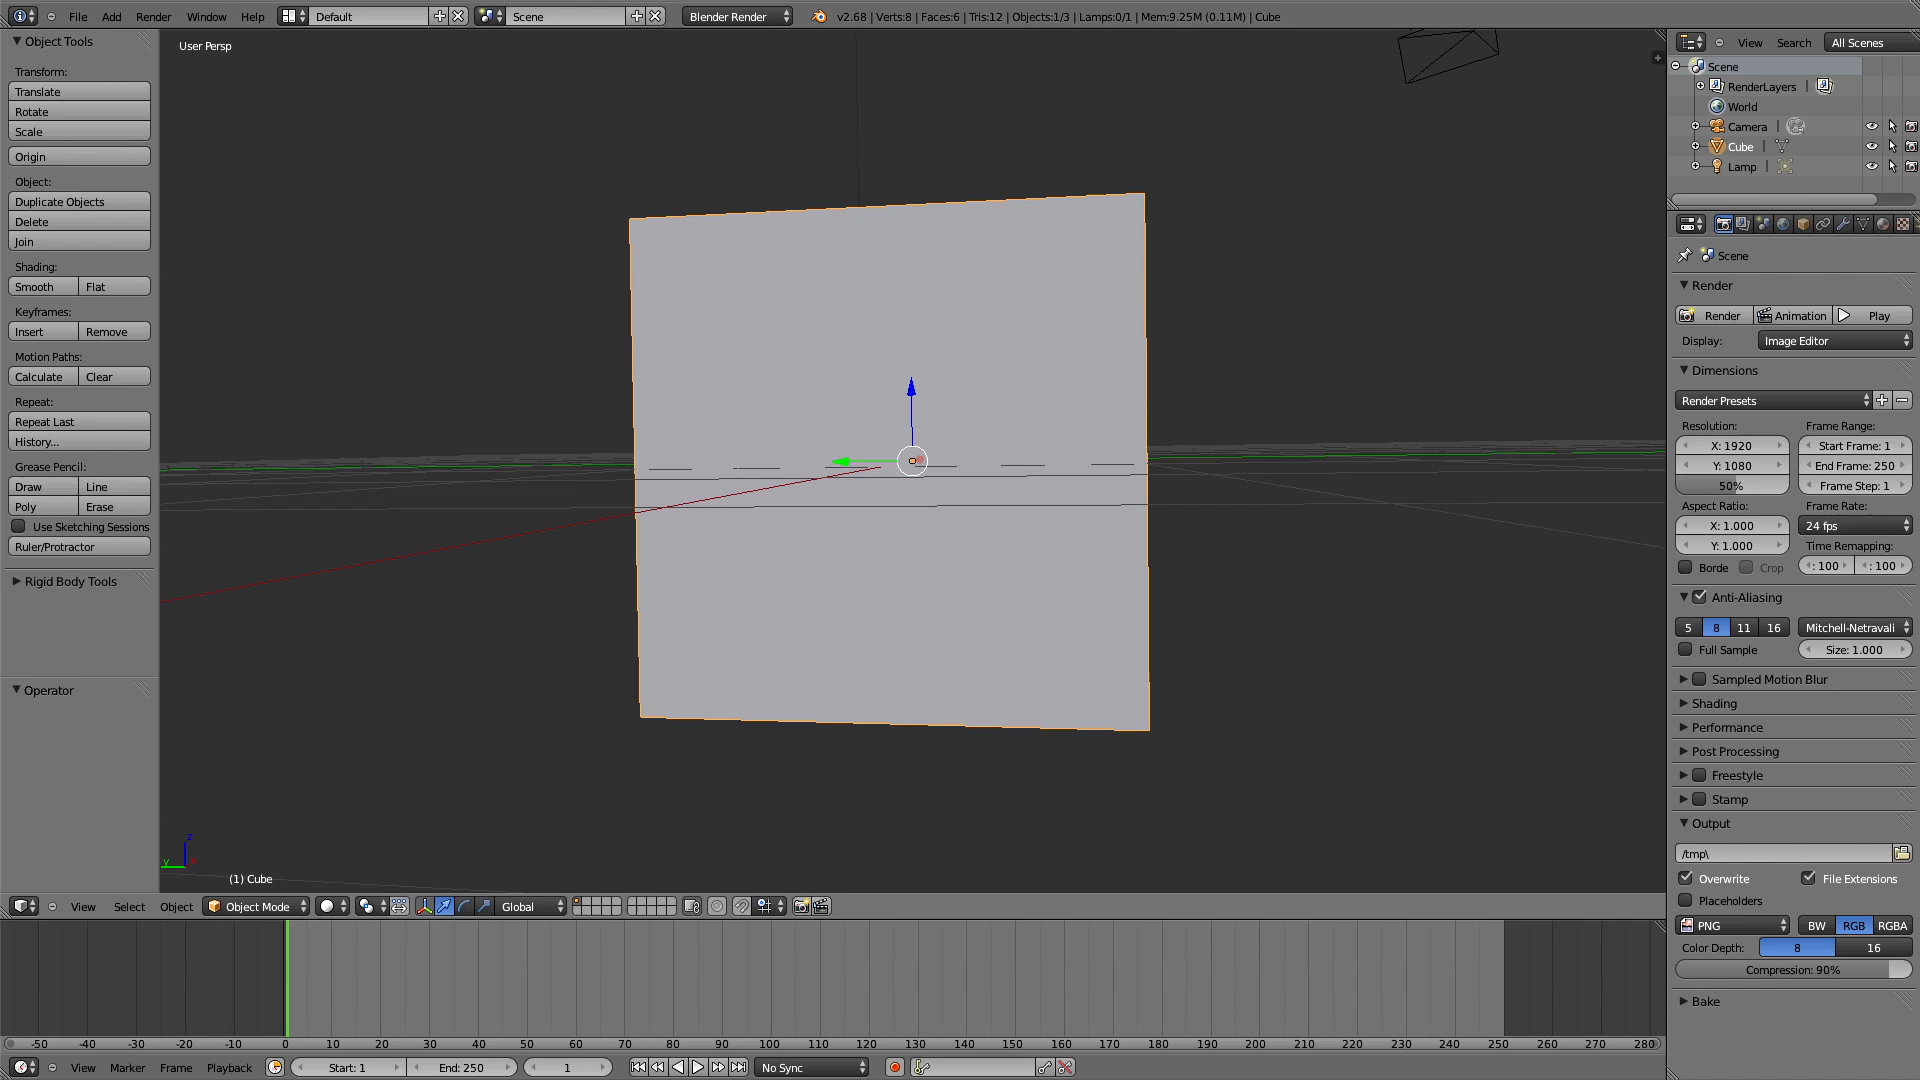 File Add Render Window Help Default Scene Blender Render v2.68 | Verts:8 | Faces:6 | Tris:12 | Objects:1/3 | Lamps:0/1 | Mem:9.25M (0.11M) | Cube
Object Tools
Transform:
Translate
Rotate
Scale
Origin
Object:
Duplicate Objects
Delete
Join
Shading:
Smooth Flat
Keyframes:
Insert Remove
Motion Paths:
Calculate Clear
Repeat:
Repeat Last
History...
Grease Pencil:
Draw Line
Poly Erase
Use Sketching Sessions
Ruler/Protractor
Rigid Body Tools
Operator
User Persp
z
y x
(1) Cube
View Select Object Object Mode Global
-50 -40 -30 -20 -10 0 10 20 30 40 50 60 70 80 90 100 110 120 130 140 150 160 170 180 190 200 210 220 230 240 250 260 270 280
View Marker Frame Playback Start: 1 End: 250 1 No Sync
View Search All Scenes
Scene
RenderLayers |
World
Camera |
Cube |
Lamp |
Scene
Render
Render Animation Play
Display: Image Editor
Dimensions
Render Presets
Resolution: Frame Range:
X: 1920 Start Frame: 1
Y: 1080 End Frame: 250
50% Frame Step: 1
Aspect Ratio: Frame Rate:
X: 1.000 24 fps
Y: 1.000 Time Remapping:
Borde Crop : 100 : 100
Anti-Aliasing
5 8 11 16 Mitchell-Netravali
Full Sample Size: 1.000
Sampled Motion Blur
Shading
Performance
Post Processing
Freestyle
Stamp
Output
/tmp\
Overwrite File Extensions
Placeholders
PNG BW RGB RGBA
Color Depth: 8 16
Compression: 90%
Bake